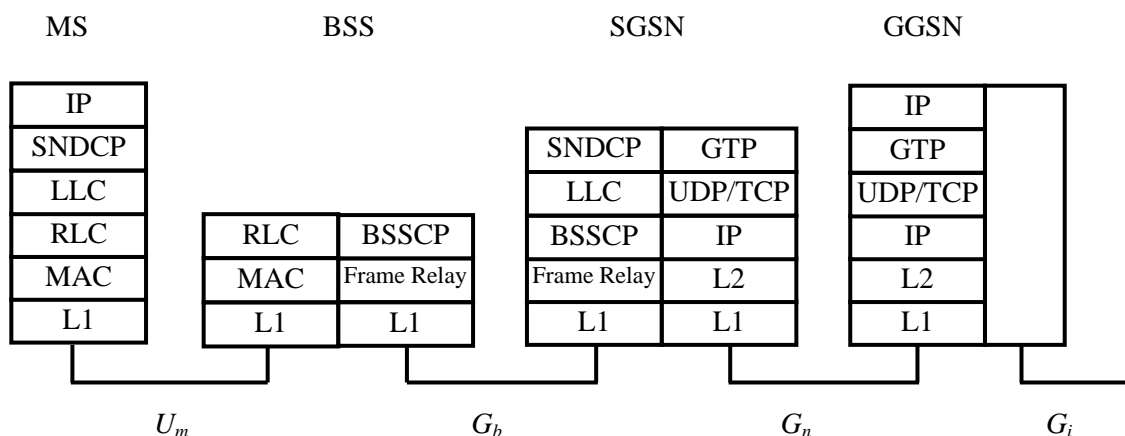 MS BSS SGSN GGSN
IP IP
SNDCP SNDCP GTP GTP
LLC LLC UDP/TCP UDP/TCP
RLC RLC BSSCP BSSCP IP IP
MAC MAC Frame Relay Frame Relay L2 L2
L1 L1 L1 L1 L1 L1
Um Gb Gn Gi